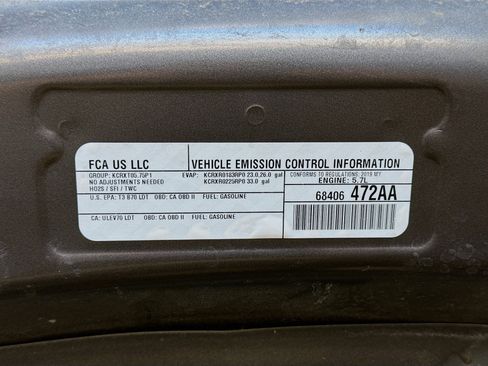 FCA US LLC
VEHICLE EMISSION CONTROL INFORMATION
GROUP: KCRXT05.75P1
NO ADJUSTMENTS NEEDED
HO2S / SFI / TWC
EVAP: KCRXR0183RP0 23.0,26.0 gal
KCRXR0225RP0 33.0 gal
CONFORMS TO REGULATIONS: 2019 MY
ENGINE: 5.7L
68406 472AA
U.S. EPA: T3 B70 LDT OBD: CA OBD II FUEL: GASOLINE
CA: ULEV70 LDT OBD: CA OBD II FUEL: GASOLINE